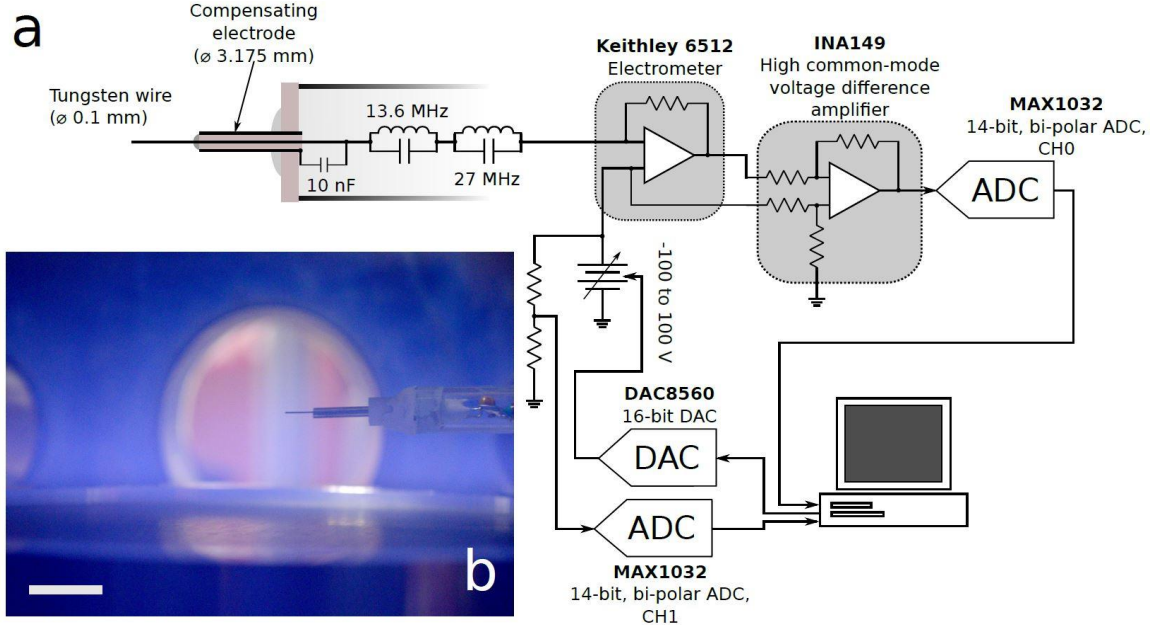 a
Compensating
electrode
(⌀ 3.175 mm)
Tungsten wire
(⌀ 0.1 mm)
13.6 MHz
10 nF
27 MHz
Keithley 6512
Electrometer
INA149
High common-mode
voltage difference
amplifier
MAX1032
14-bit, bi-polar ADC,
CH0
ADC
-100 to 100 V
DAC8560
16-bit DAC
DAC
ADC
MAX1032
14-bit, bi-polar ADC,
CH1
b